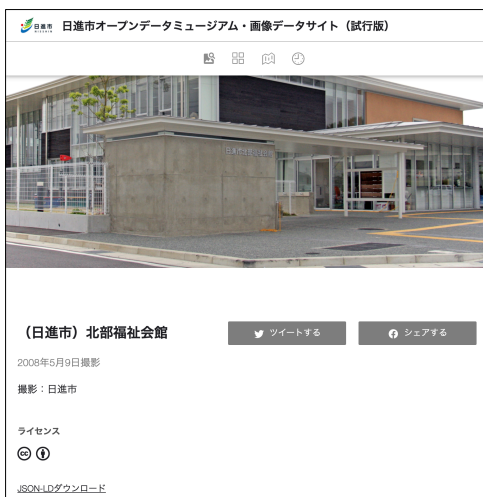 日進市
NISSHIN
日進市オープンデータミュージアム・画像データサイト（試行版）
（日進市）北部福祉会館
ツイートする
シェアする
2008年5月9日撮影
撮影：日進市
ライセンス
cc
JSON-LDダウンロード